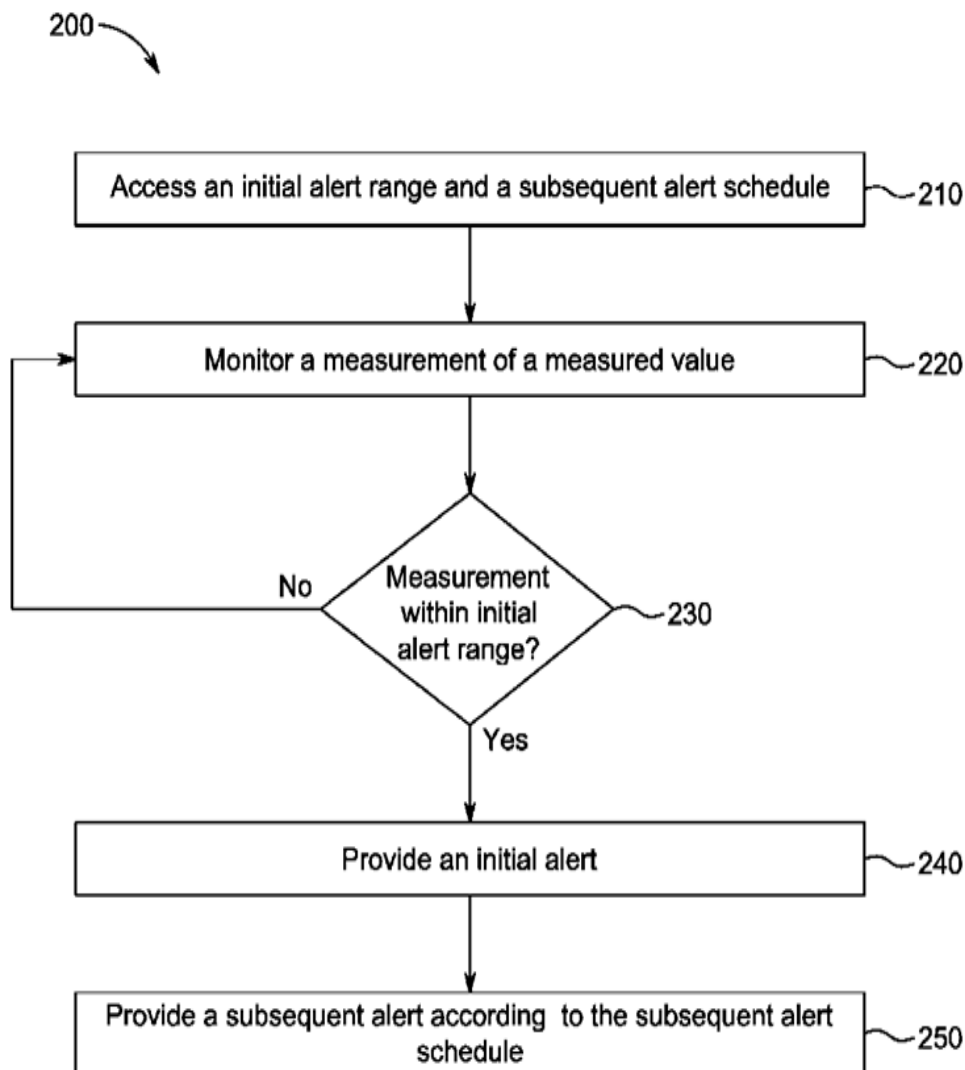 200
Access an initial alert range and a subsequent alert schedule
210
Monitor a measurement of a measured value
220
No
Measurement
within initial
alert range?
230
Yes
Provide an initial alert
240
Provide a subsequent alert according to the subsequent alert
schedule
250